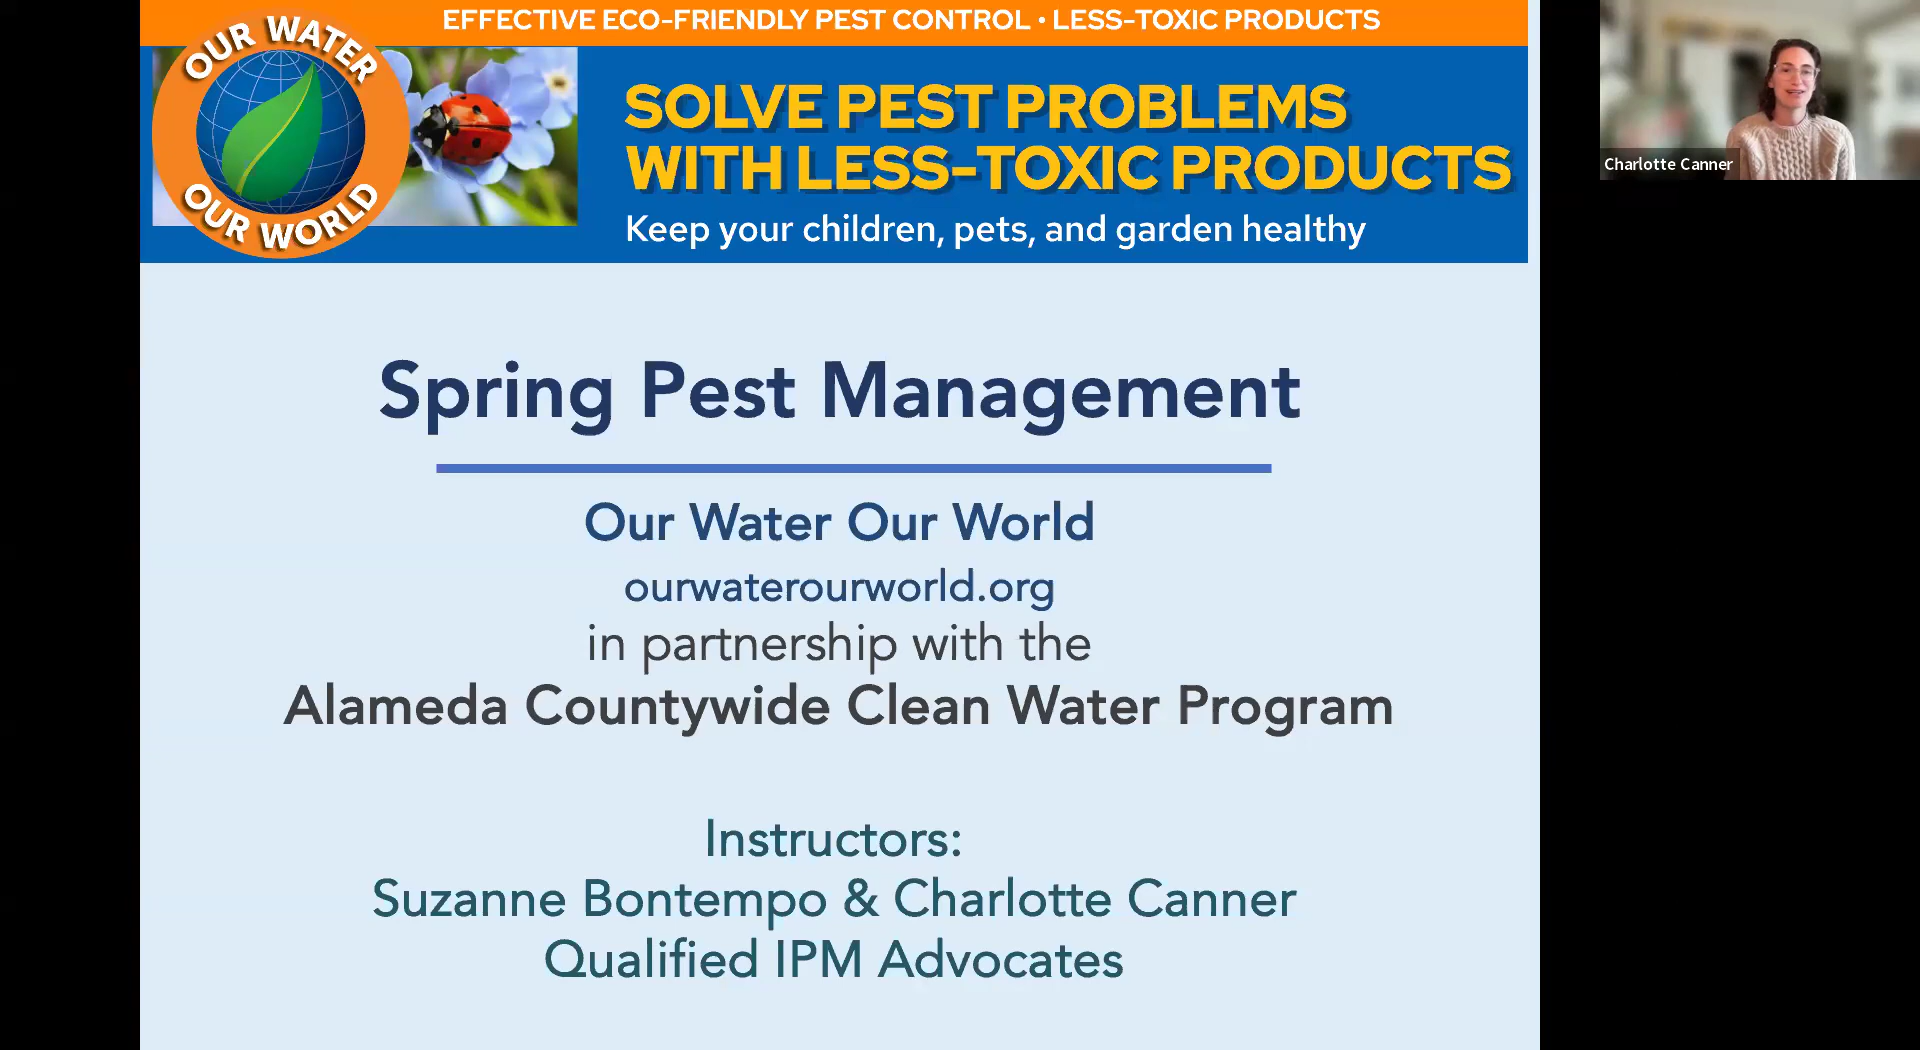 EFFECTIVE ECO-FRIENDLY PEST CONTROL • LESS-TOXIC PRODUCTS
OUR WATER
OUR WORLD
SOLVE PEST PROBLEMS
WITH LESS-TOXIC PRODUCTS
Keep your children, pets, and garden healthy
Charlotte Canner
Spring Pest Management
Our Water Our World
ourwaterourworld.org
in partnership with the
Alameda Countywide Clean Water Program
Instructors:
Suzanne Bontempo & Charlotte Canner
Qualified IPM Advocates